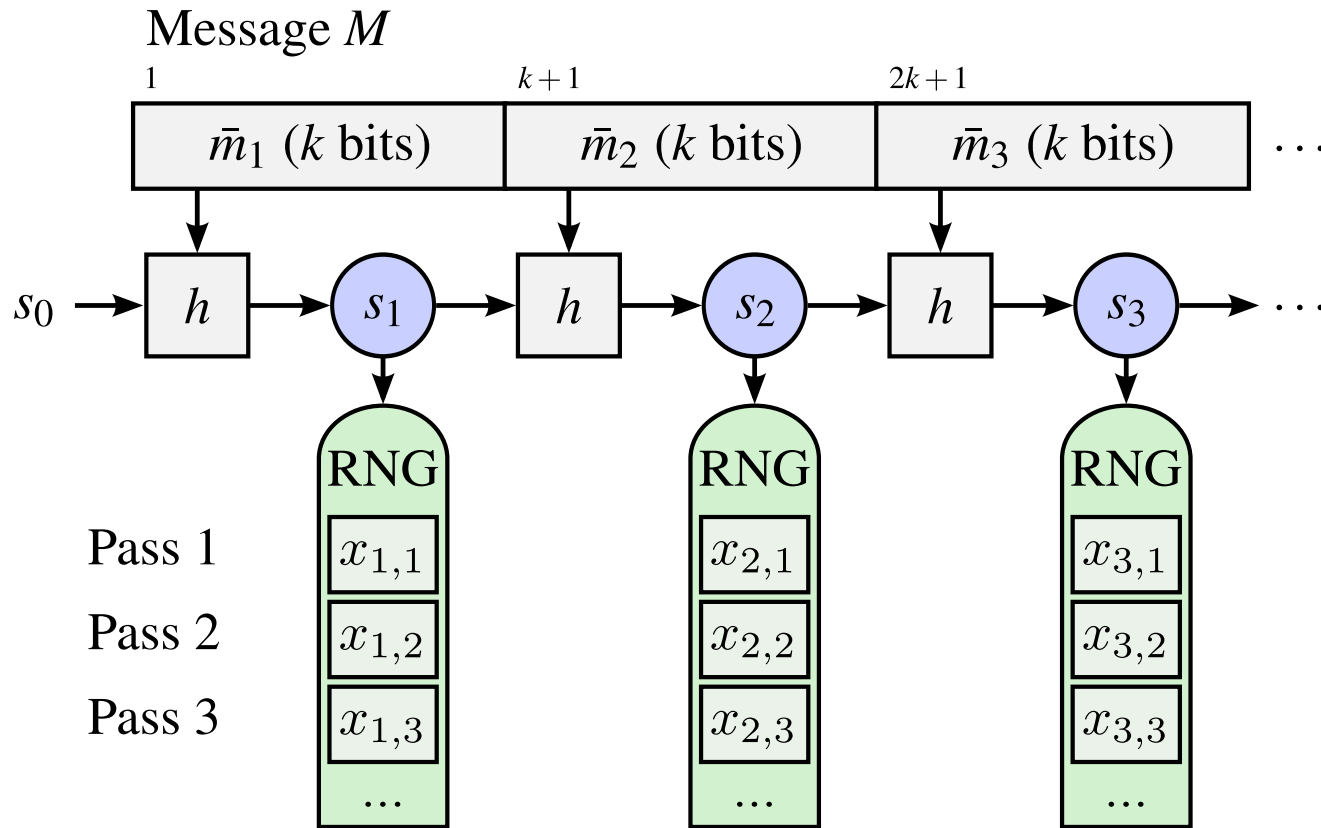 Message M
1 k+1 2k+1
m̄₁ (k bits) m̄₂ (k bits) m̄₃ (k bits) ...
s₀ h s₁ h s₂ h s₃ ...
RNG RNG RNG
Pass 1 x₁,₁ x₂,₁ x₃,₁
Pass 2 x₁,₂ x₂,₂ x₃,₂
Pass 3 x₁,₃ x₂,₃ x₃,₃
... ... ...